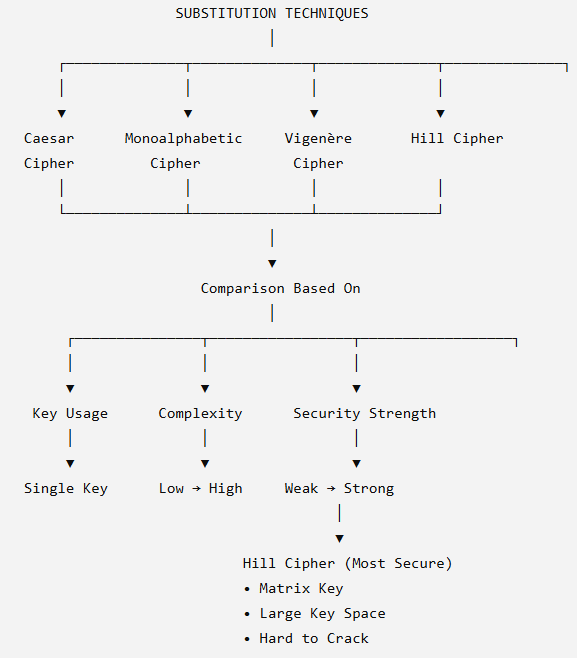 SUBSTITUTION TECHNIQUES
Caesar Monoalphabetic Vigenère Hill Cipher
Cipher Cipher Cipher
Comparison Based On
Key Usage Complexity Security Strength
Single Key Low → High Weak → Strong
Hill Cipher (Most Secure)
• Matrix Key
• Large Key Space
• Hard to Crack